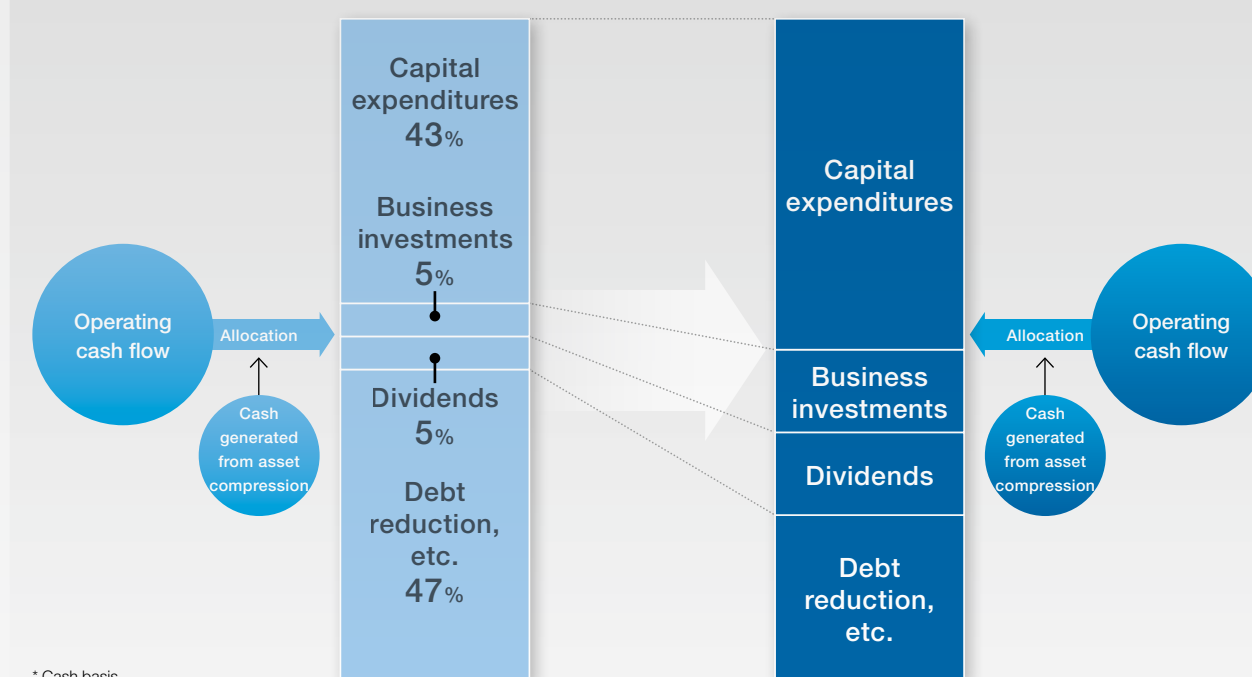 Capital
expenditures
43%
Business
investments
5%
Dividends
5%
Debt
reduction,
etc.
47%
Operating
cash flow
Allocation
Cash
generated
from asset
compression
Capital
expenditures
Business
investments
Dividends
Debt
reduction,
etc.
Allocation
Operating
cash flow
Cash
generated
from asset
compression
* Cash basis